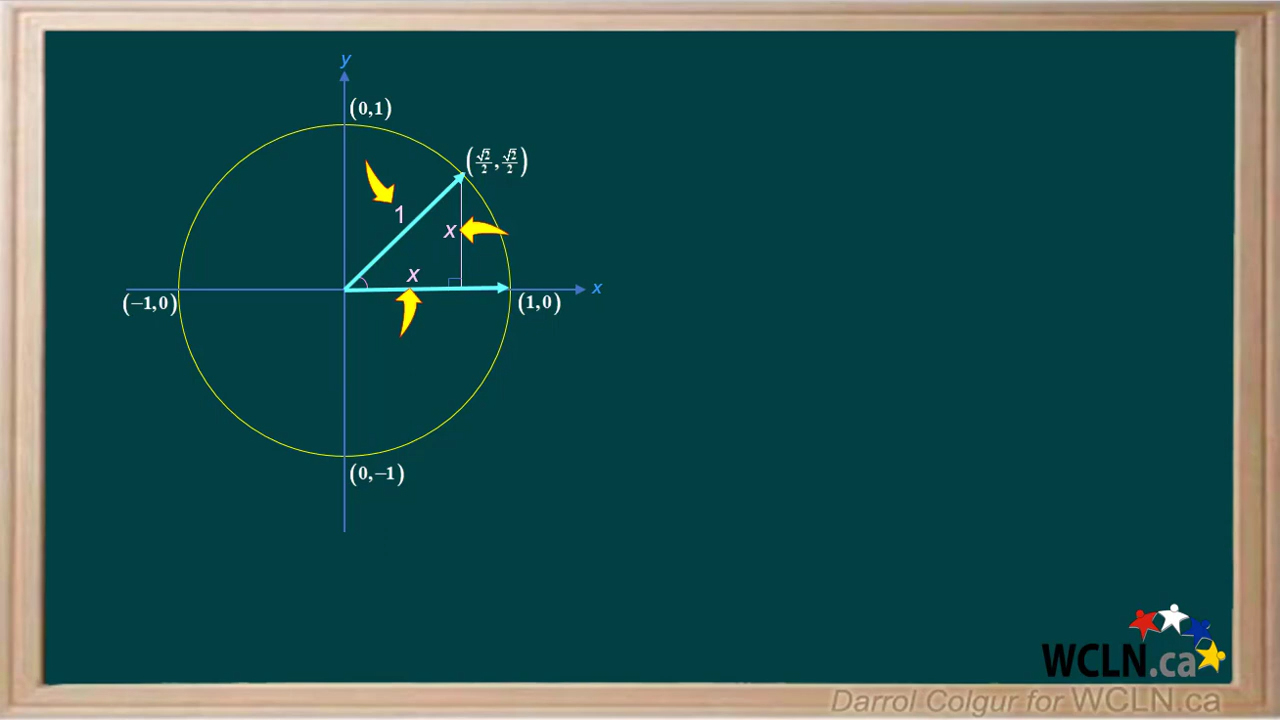 y
(0,1)
(√2/2, √2/2)
1
x
x
x
(−1,0)
(1,0)
(0,−1)
WCLN.ca
Darrol Colgur for WCLN.ca